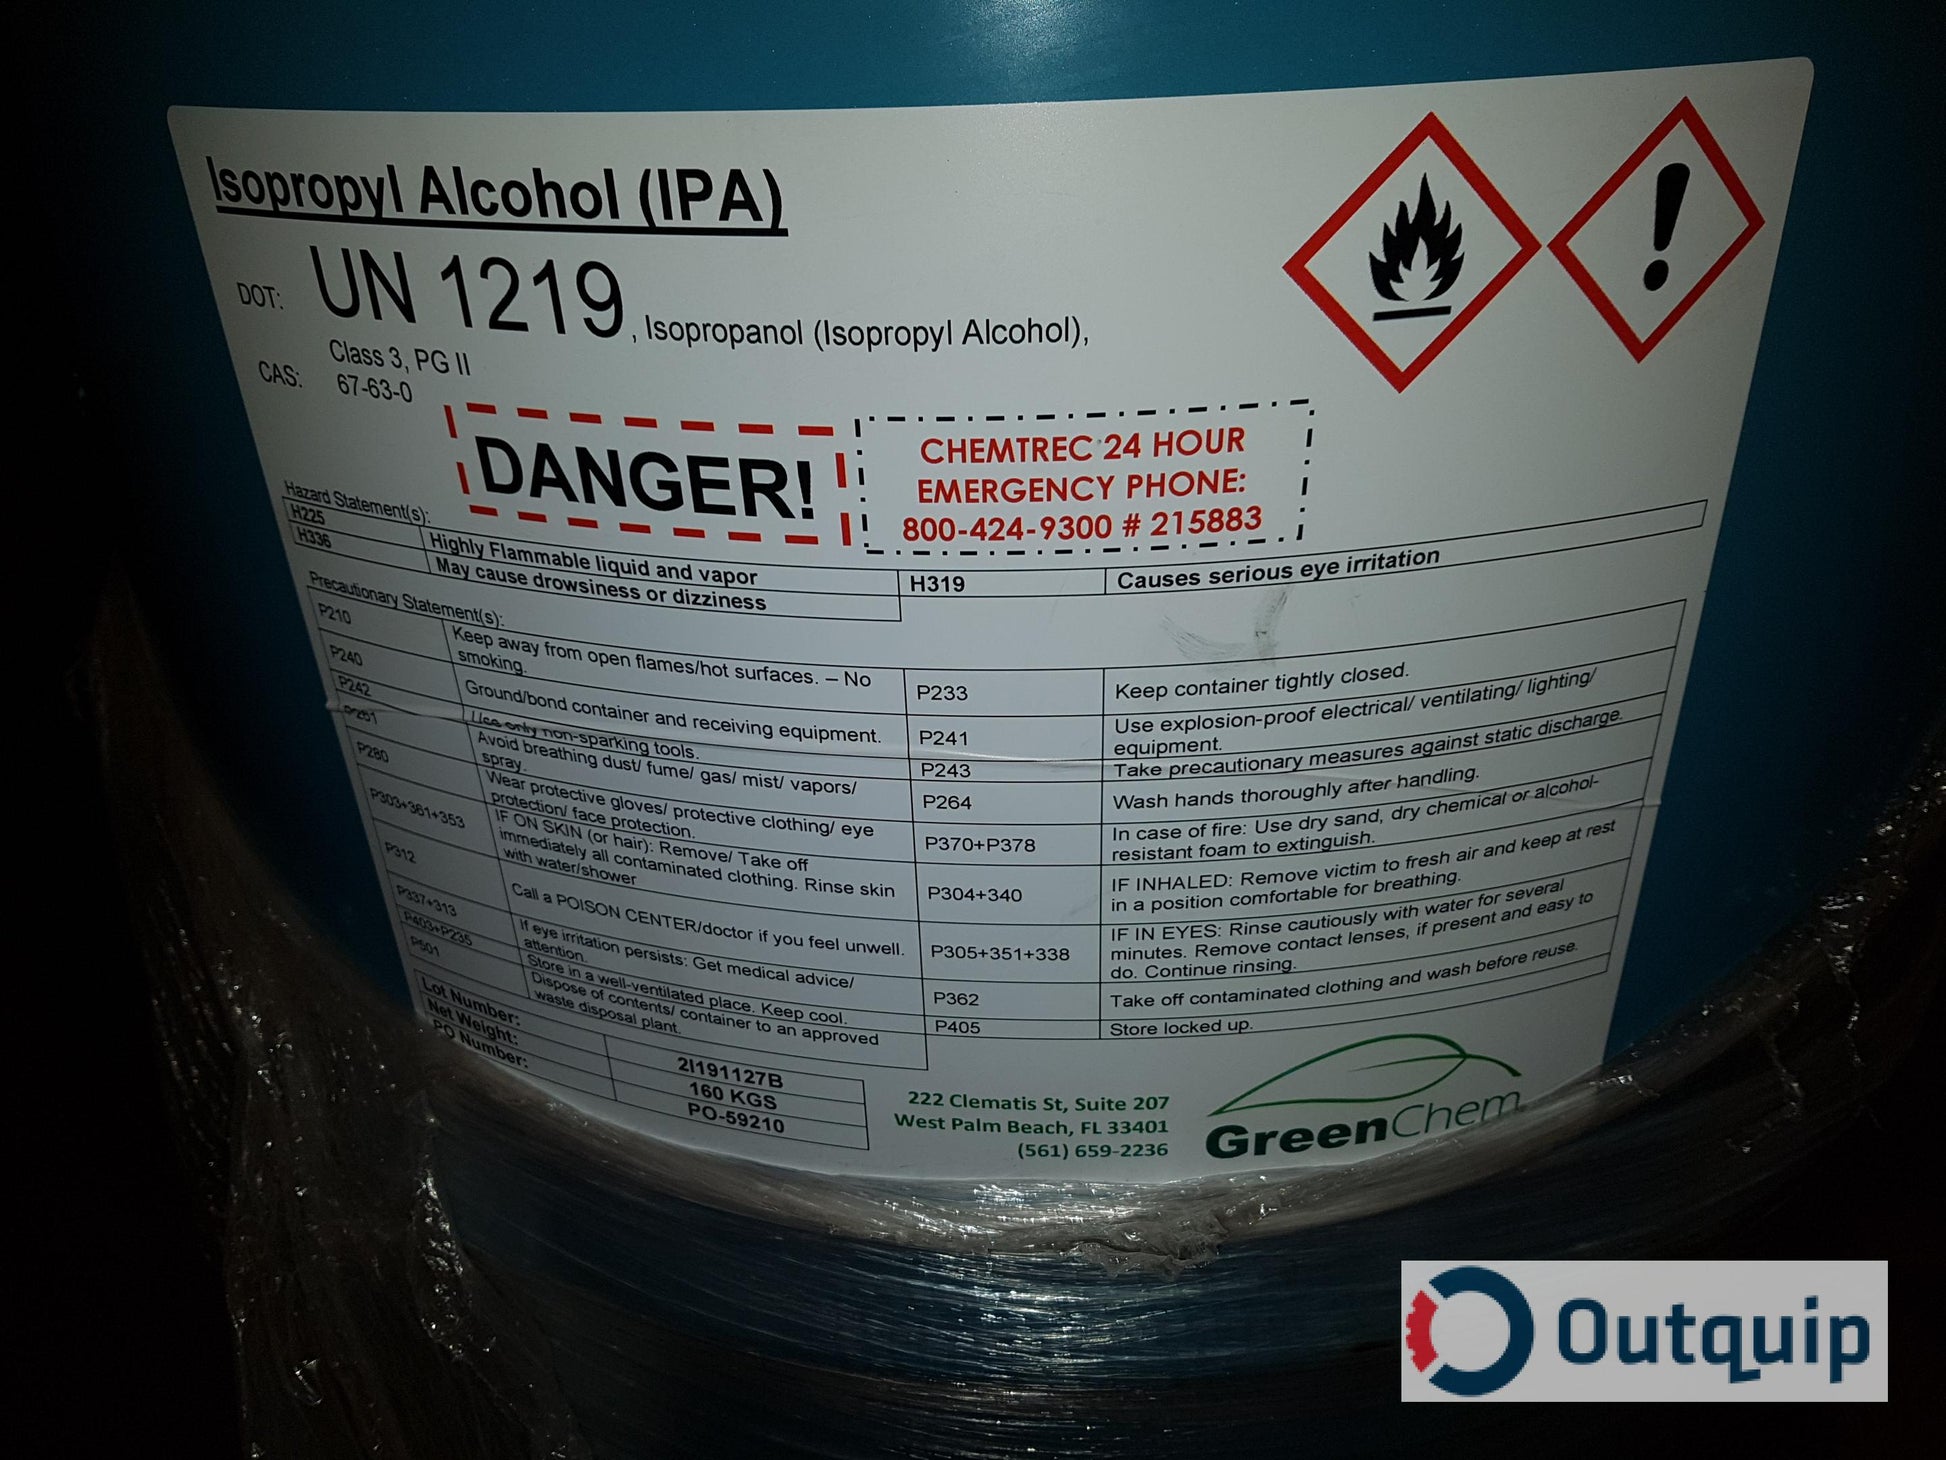 Isopropyl Alcohol (IPA)
DOT: UN 1219, Isopropanol (Isopropyl Alcohol),
Class 3, PG II
CAS: 67-63-0
DANGER!
CHEMTREC 24 HOUR
EMERGENCY PHONE:
800-424-9300 # 215883
Hazard Statement(s):
H225 Highly Flammable liquid and vapor H319 Causes serious eye irritation
H336 May cause drowsiness or dizziness
Precautionary Statement(s):
P210 Keep away from open flames/hot surfaces. – No
smoking.
P233 Keep container tightly closed.
P240 Ground/bond container and receiving equipment.
P241 Use explosion-proof electrical/ ventilating/ lighting/
equipment.
P242 Use only non-sparking tools.
P243 Take precautionary measures against static discharge.
P261 Avoid breathing dust/ fume/ gas/ mist/ vapors/
spray.
P264 Wash hands thoroughly after handling.
P280 Wear protective gloves/ protective clothing/ eye
protection/ face protection.
P370+P378 In case of fire: Use dry sand, dry chemical or alcohol-
resistant foam to extinguish.
P303+361+353 IF ON SKIN (or hair): Remove/ Take off
immediately all contaminated clothing. Rinse skin
with water/shower
P304+340 IF INHALED: Remove victim to fresh air and keep at rest
in a position comfortable for breathing.
P312 Call a POISON CENTER/doctor if you feel unwell.
P305+351+338 IF IN EYES: Rinse cautiously with water for several
minutes. Remove contact lenses, if present and easy to
do. Continue rinsing.
P337+313 If eye irritation persists: Get medical advice/
attention.
P362 Take off contaminated clothing and wash before reuse.
P403+P235 Store in a well-ventilated place. Keep cool.
P405 Store locked up.
P501 Dispose of contents/ container to an approved
waste disposal plant.
Lot Number: 2I191127B
Net Weight: 160 KGS
PO Number: PO-59210
222 Clematis St, Suite 207
West Palm Beach, FL 33401
(561) 659-2236
GreenChem
Outquip